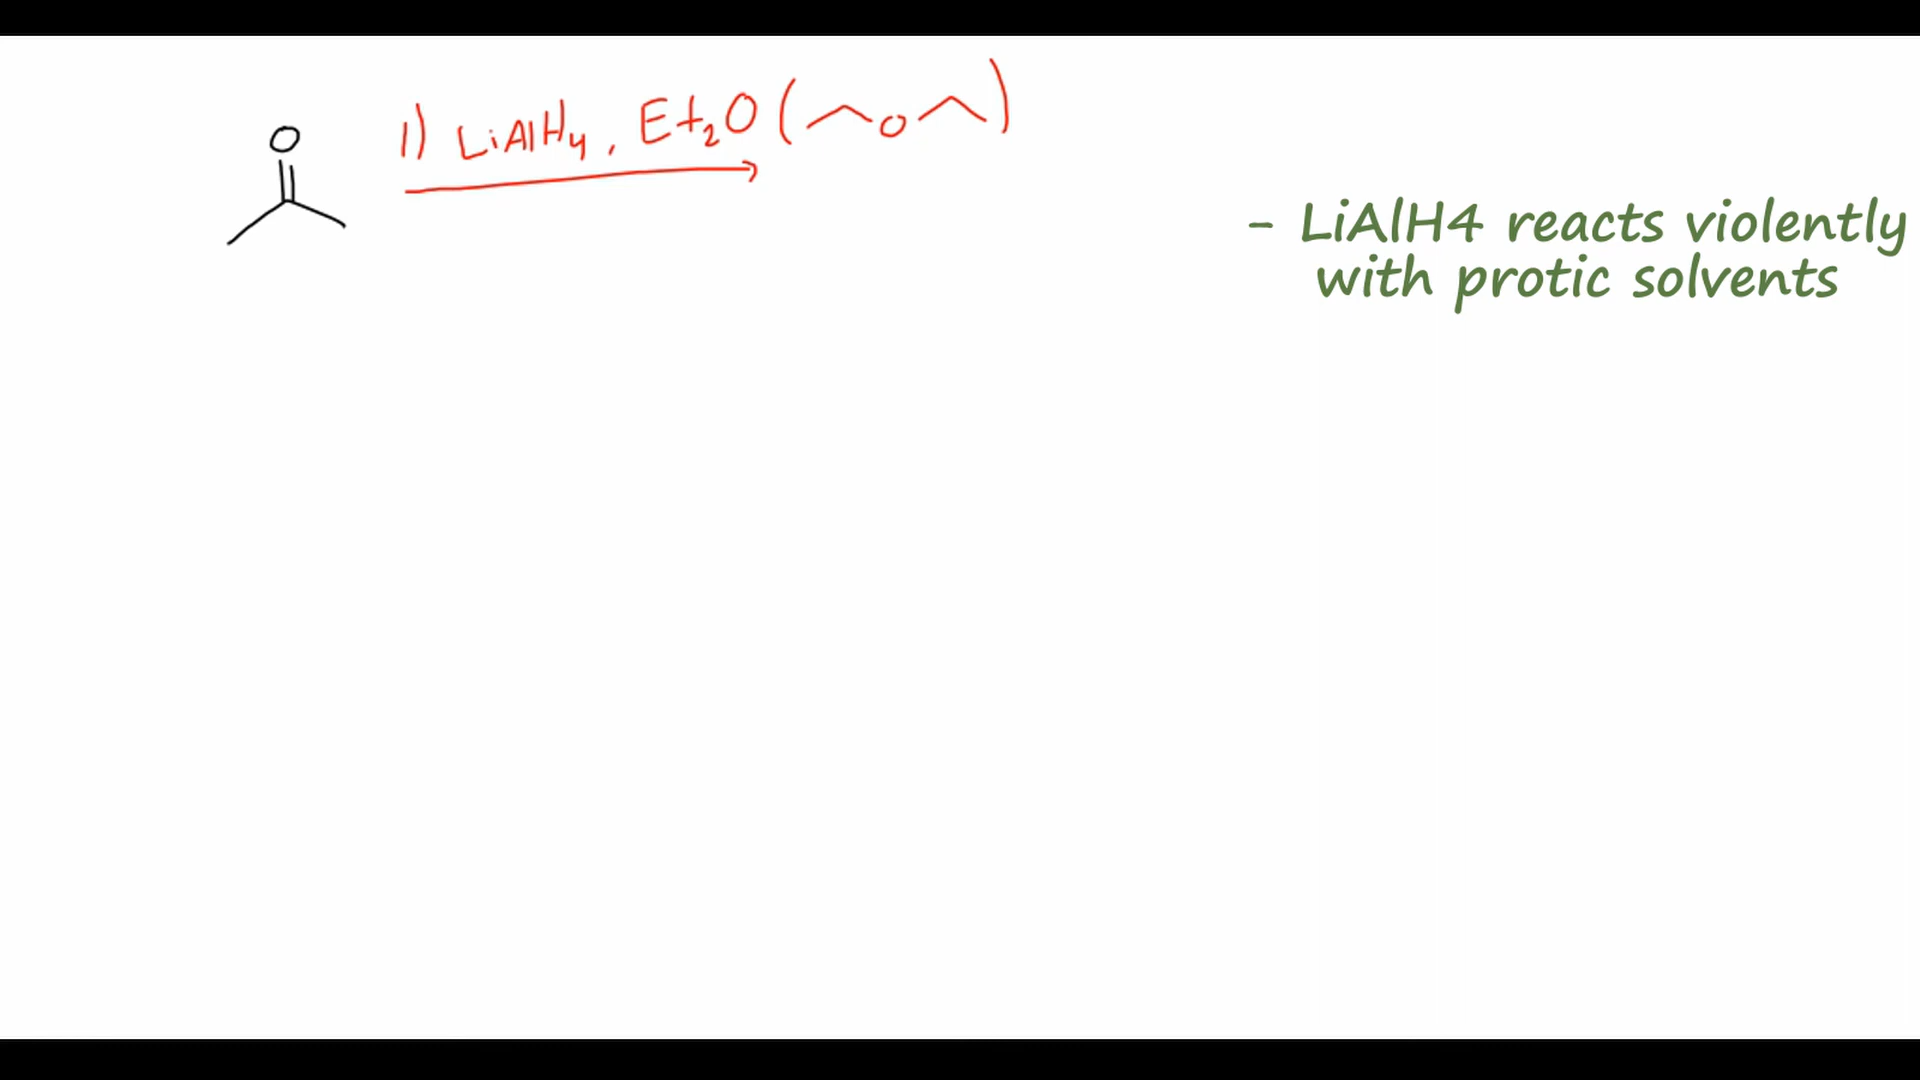 1) LiAlH₄, Et₂O (O)
O
- LiAlH4 reacts violently
with protic solvents